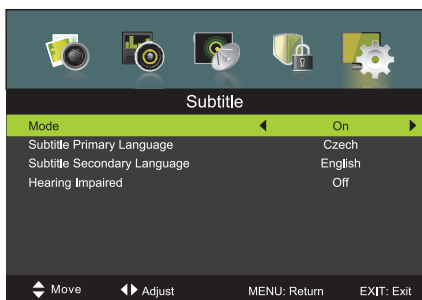 Subtitle
Mode On
Subtitle Primary Language Czech
Subtitle Secondary Language English
Hearing Impaired Off
Move Adjust MENU: Return EXIT: Exit